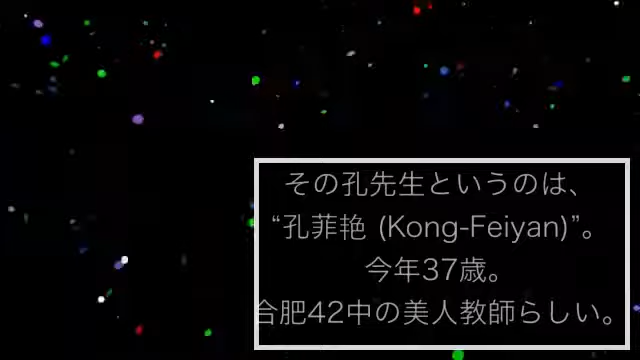 その孔先生というのは、
“孔菲艳 (Kong-Feiyan)”。
今年37歳。
合肥42中の美人教師らしい。